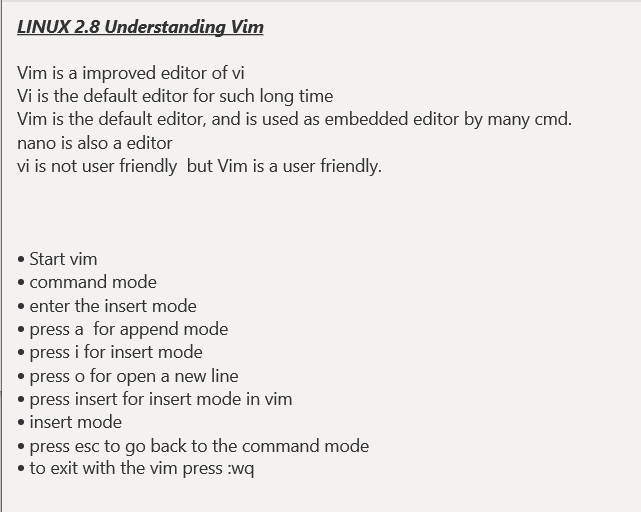 LINUX 2.8 Understanding Vim
Vim is a improved editor of vi
Vi is the default editor for such long time
Vim is the default editor, and is used as embedded editor by many cmd.
nano is also a editor
vi is not user friendly  but Vim is a user friendly.
• Start vim
• command mode
• enter the insert mode
• press a  for append mode
• press i for insert mode
• press o for open a new line
• press insert for insert mode in vim
• insert mode
• press esc to go back to the command mode
• to exit with the vim press :wq